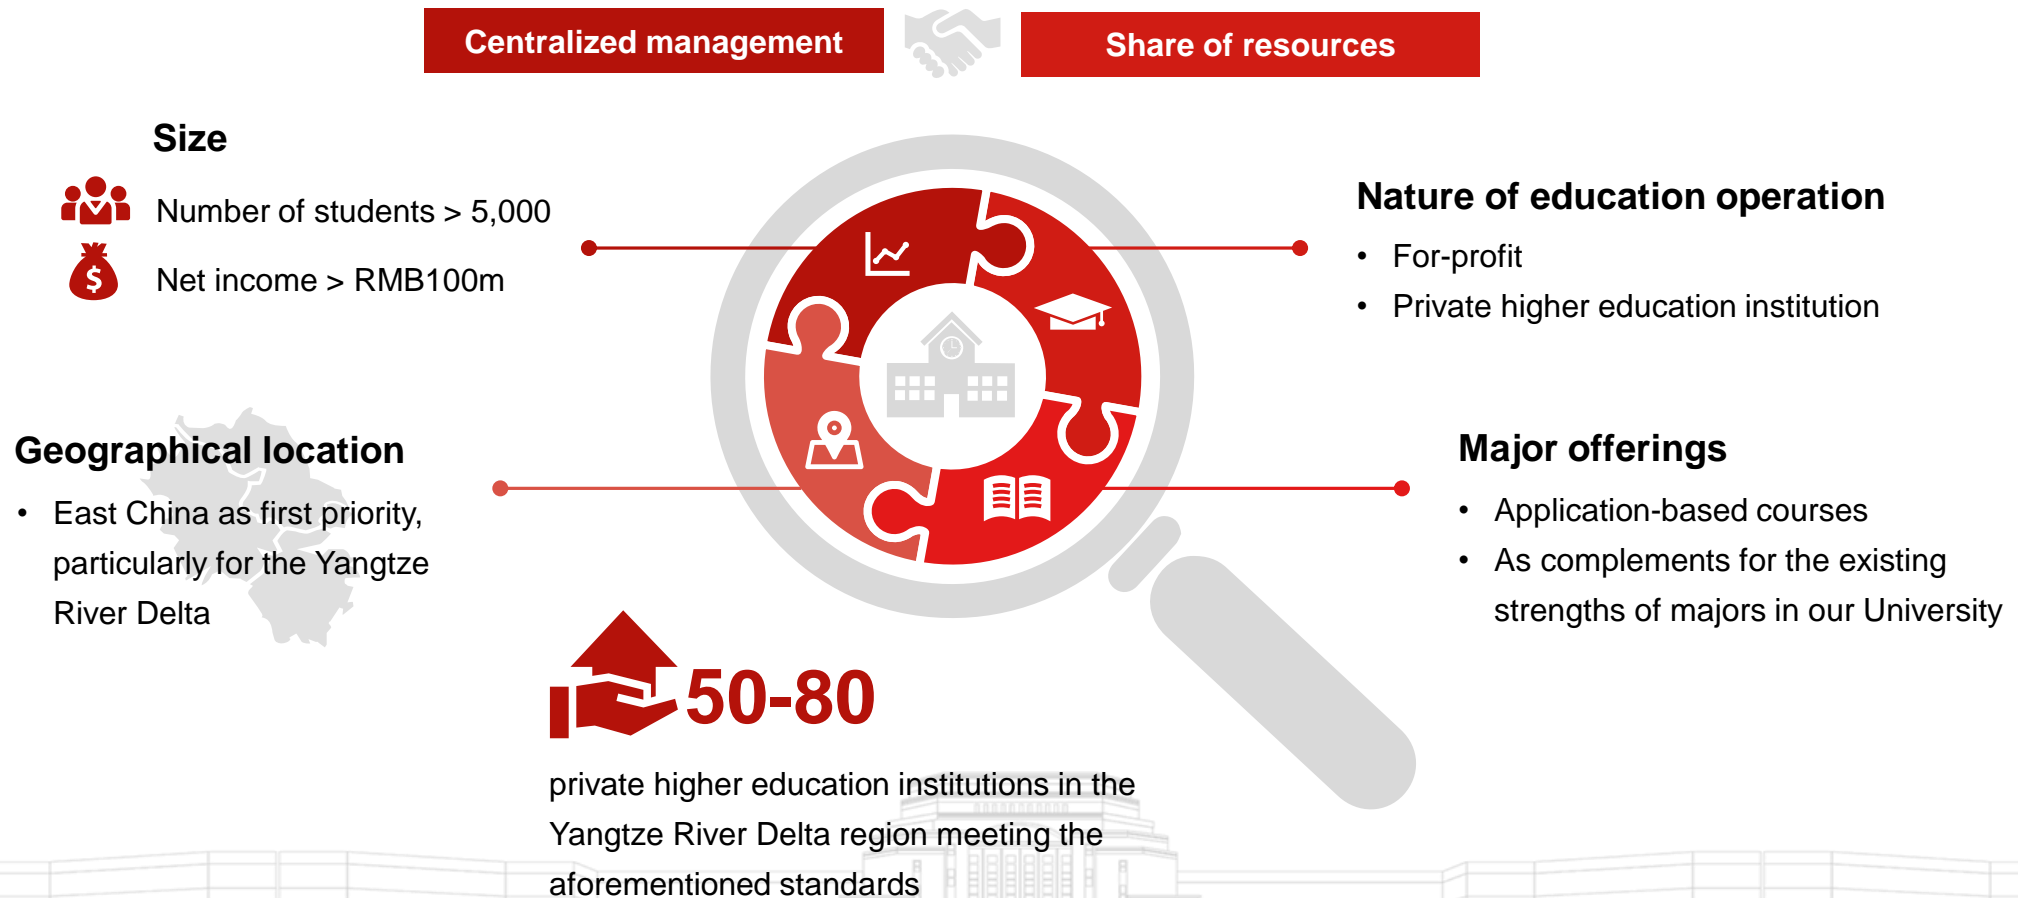 Centralized management
Share of resources
Size
Number of students > 5,000
Net income > RMB100m
Nature of education operation
• For-profit
• Private higher education institution
Geographical location
• East China as first priority,
particularly for the Yangtze
River Delta
Major offerings
• Application-based courses
• As complements for the existing
strengths of majors in our University
50-80
private higher education institutions in the
Yangtze River Delta region meeting the
aforementioned standards